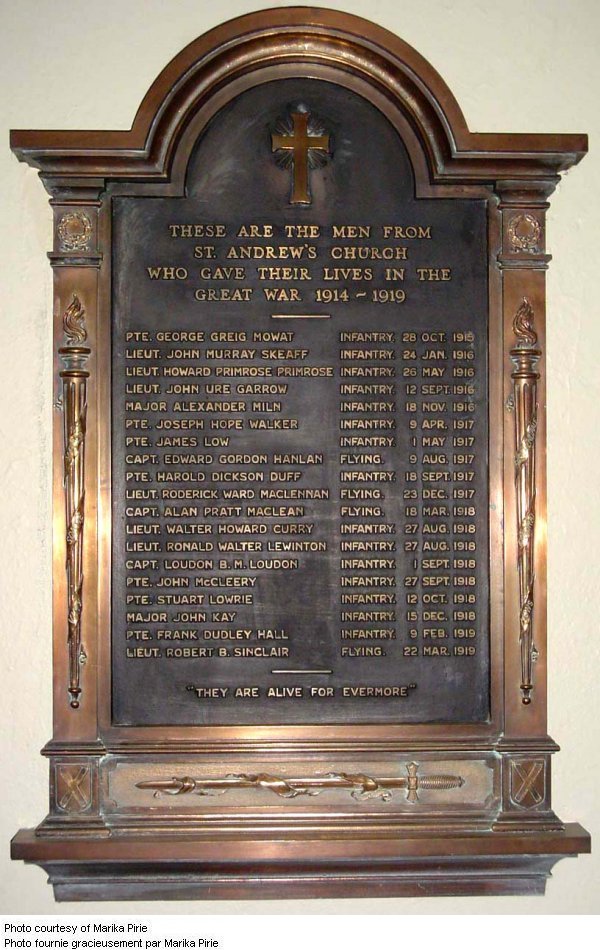 THESE ARE THE MEN FROM
ST. ANDREW'S CHURCH
WHO GAVE THEIR LIVES IN THE
GREAT WAR 1914 ~ 1919
PTE. GEORGE GREIG MOWAT INFANTRY. 28 OCT. 1915
LIEUT. JOHN MURRAY SKEAFF INFANTRY. 24 JAN. 1916
LIEUT. HOWARD PRIMROSE PRIMROSE INFANTRY. 26 MAY 1916
LIEUT. JOHN URE GARROW INFANTRY. 12 SEPT. 1916
MAJOR ALEXANDER MILN INFANTRY. 18 NOV. 1916
PTE. JOSEPH HOPE WALKER INFANTRY. 9 APR. 1917
PTE. JAMES LOW INFANTRY. 1 MAY 1917
CAPT. EDWARD GORDON HANLAN FLYING. 9 AUG. 1917
PTE. HAROLD DICKSON DUFF INFANTRY. 18 SEPT. 1917
LIEUT. RODERICK WARD MACLENNAN FLYING. 23 DEC. 1917
CAPT. ALAN PRATT MACLEAN FLYING. 18 MAR. 1918
LIEUT. WALTER HOWARD CURRY INFANTRY. 27 AUG. 1918
LIEUT. RONALD WALTER LEWINTON INFANTRY. 27 AUG. 1918
CAPT. LOUDON B. M. LOUDON INFANTRY. 1 SEPT. 1918
PTE. JOHN McCLEERY INFANTRY. 27 SEPT. 1918
PTE. STUART LOWRIE INFANTRY. 12 OCT. 1918
MAJOR JOHN KAY INFANTRY. 15 DEC. 1918
PTE. FRANK DUDLEY HALL INFANTRY. 9 FEB. 1919
LIEUT. ROBERT B. SINCLAIR FLYING. 22 MAR. 1919
"THEY ARE ALIVE FOR EVERMORE"
Photo courtesy of Marika Pirie
Photo fournie gracieusement par Marika Pirie